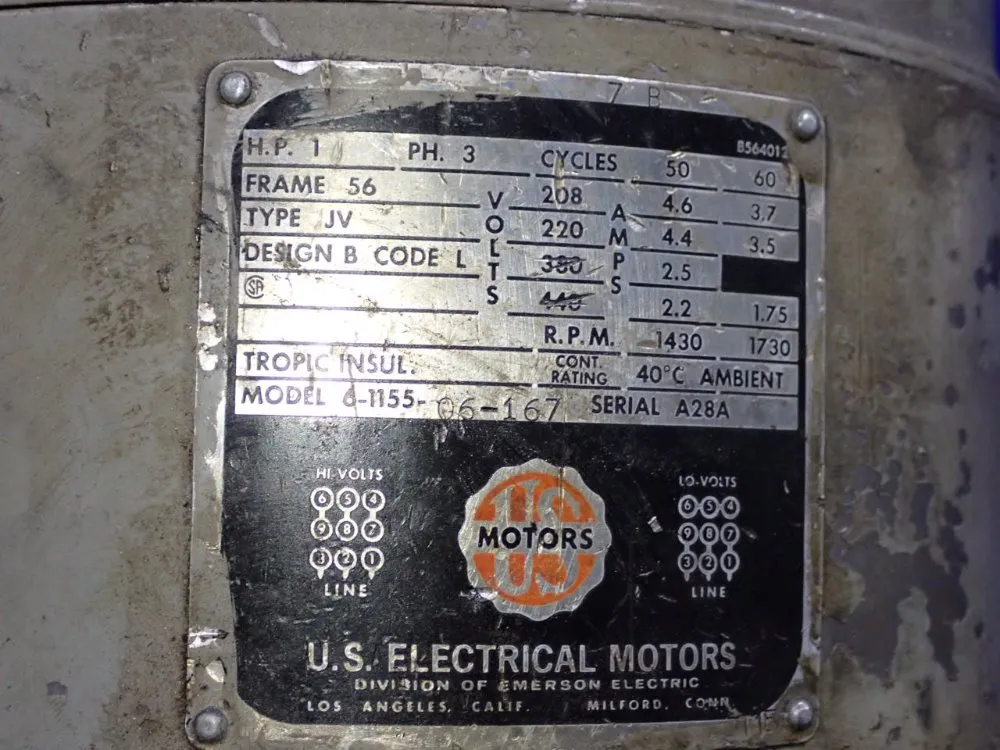 7 B
B564012
H.P. 1 PH. 3 CYCLES 50 60
FRAME 56 VOLTS 208 AMPS 4.6 3.7
TYPE JV 220 4.4 3.5
DESIGN B CODE L 380 2.5
SA 440 2.2 1.75
R.P.M. 1430 1730
TROPIC INSUL. CONT. RATING 40°C AMBIENT
MODEL 6-1155-06-167 SERIAL A28A
HI-VOLTS LO-VOLTS
6 5 4 6 5 4
9 8 7 9 8 7
3 2 1 3 2 1
LINE LINE
US
MOTORS
US
U.S. ELECTRICAL MOTORS
DIVISION OF EMERSON ELECTRIC
LOS ANGELES, CALIF. MILFORD, CONN.